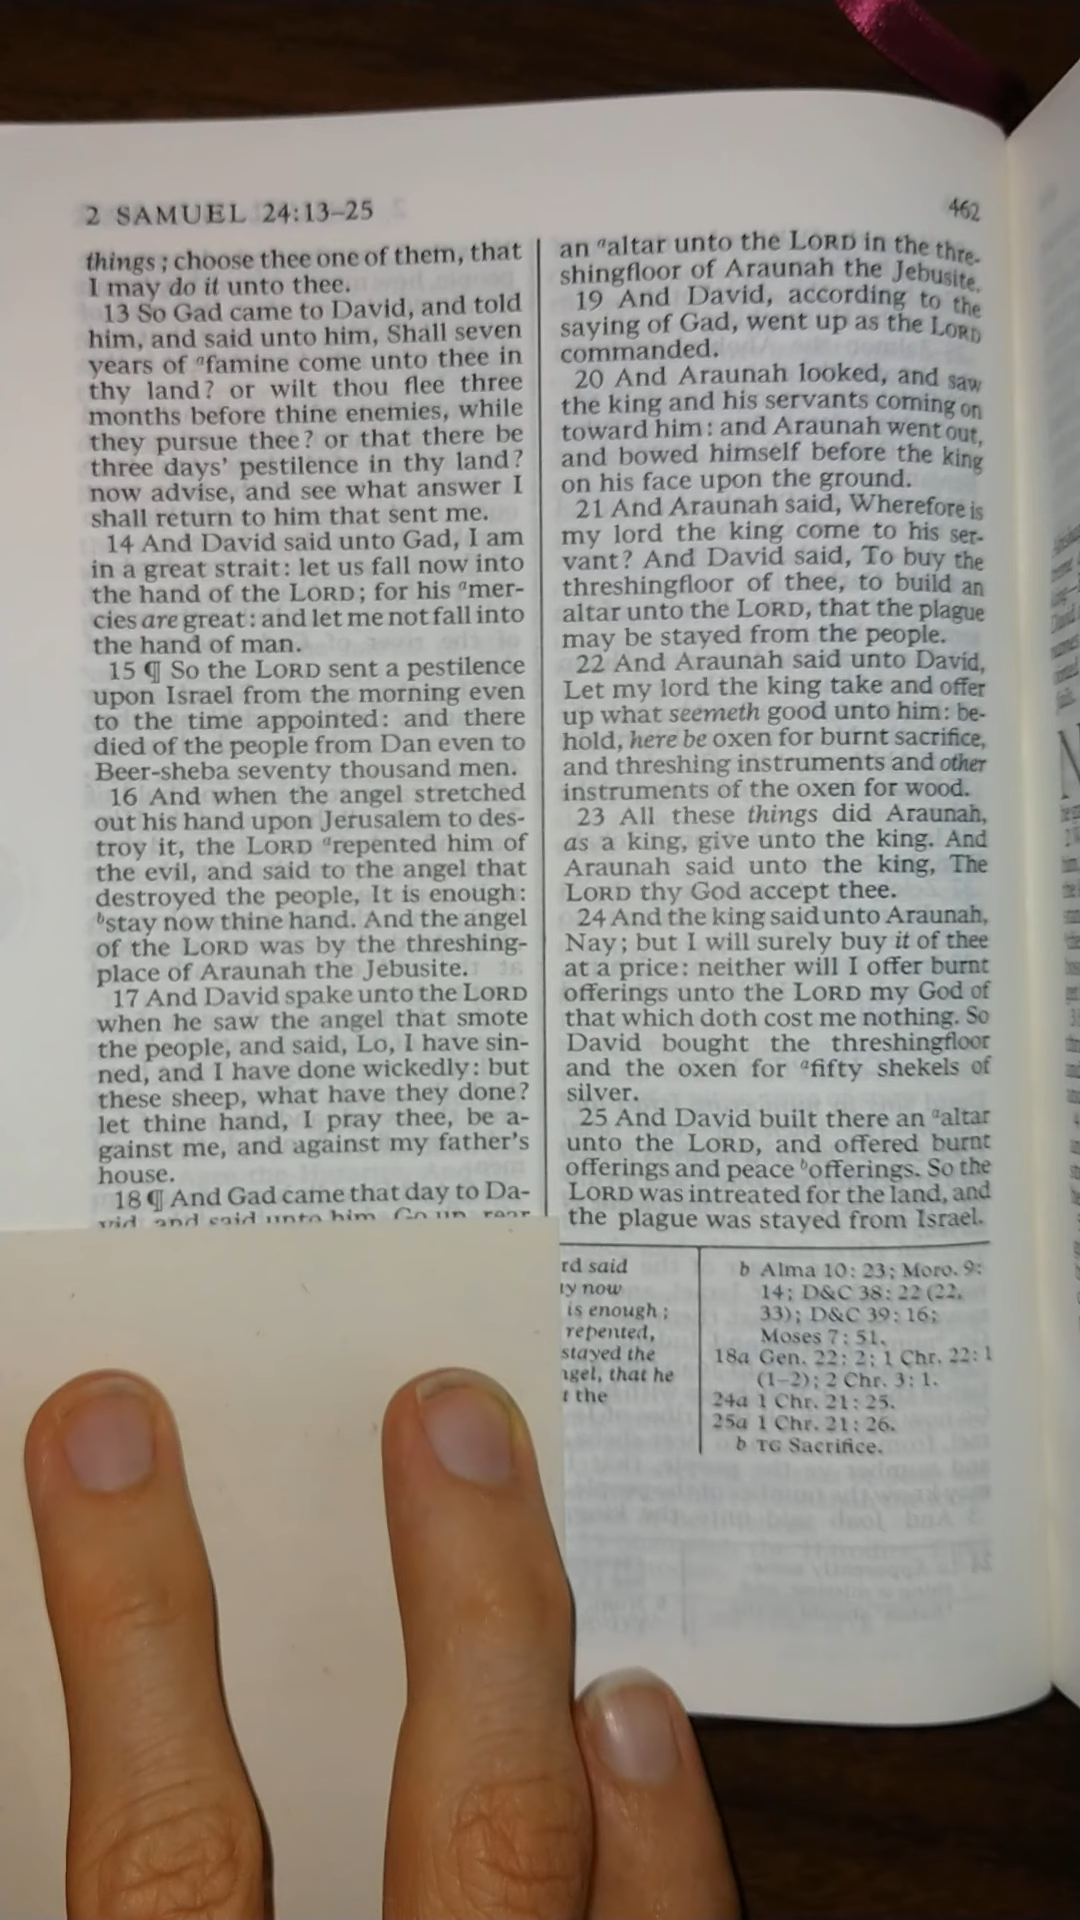 2 SAMUEL 24:13–25
462
things; choose thee one of them, that
I may do it unto thee.
13 So Gad came to David, and told
him, and said unto him, Shall seven
years of ᵃfamine come unto thee in
thy land? or wilt thou flee three
months before thine enemies, while
they pursue thee? or that there be
three days' pestilence in thy land?
now advise, and see what answer I
shall return to him that sent me.
14 And David said unto Gad, I am
in a great strait: let us fall now into
the hand of the LORD; for his ᵃmer-
cies are great: and let me not fall into
the hand of man.
15 ¶ So the LORD sent a pestilence
upon Israel from the morning even
to the time appointed: and there
died of the people from Dan even to
Beer-sheba seventy thousand men.
16 And when the angel stretched
out his hand upon Jerusalem to des-
troy it, the LORD ᵃrepented him of
the evil, and said to the angel that
destroyed the people, It is enough:
ᵇstay now thine hand. And the angel
of the LORD was by the threshing-
place of Araunah the Jebusite.
17 And David spake unto the LORD
when he saw the angel that smote
the people, and said, Lo, I have sin-
ned, and I have done wickedly: but
these sheep, what have they done?
let thine hand, I pray thee, be a-
gainst me, and against my father's
house.
18 ¶ And Gad came that day to Da-
vid, and said unto him, Go up, rear
an ᵃaltar unto the LORD in the thre-
shingfloor of Araunah the Jebusite.
19 And David, according to the
saying of Gad, went up as the LORD
commanded.
20 And Araunah looked, and saw
the king and his servants coming on
toward him: and Araunah went out,
and bowed himself before the king
on his face upon the ground.
21 And Araunah said, Wherefore is
my lord the king come to his ser-
vant? And David said, To buy the
threshingfloor of thee, to build an
altar unto the LORD, that the plague
may be stayed from the people.
22 And Araunah said unto David,
Let my lord the king take and offer
up what seemeth good unto him: be-
hold, here be oxen for burnt sacrifice,
and threshing instruments and other
instruments of the oxen for wood.
23 All these things did Araunah,
as a king, give unto the king. And
Araunah said unto the king, The
LORD thy God accept thee.
24 And the king said unto Araunah,
Nay; but I will surely buy it of thee
at a price: neither will I offer burnt
offerings unto the LORD my God of
that which doth cost me nothing. So
David bought the threshingfloor
and the oxen for ᵃfifty shekels of
silver.
25 And David built there an ᵃaltar
unto the LORD, and offered burnt
offerings and peace ᵇofferings. So the
LORD was intreated for the land, and
the plague was stayed from Israel.
rd said
now
is enough;
repented,
stayed the
that he
the
b Alma 10: 23; Moro. 9:
14; D&C 38: 22 (22,
33); D&C 39: 16;
Moses 7: 51.
18a Gen. 22: 2; 1 Chr. 22: 1
(1–2); 2 Chr. 3: 1.
24a 1 Chr. 21: 25.
25a 1 Chr. 21: 26.
b TG Sacrifice.